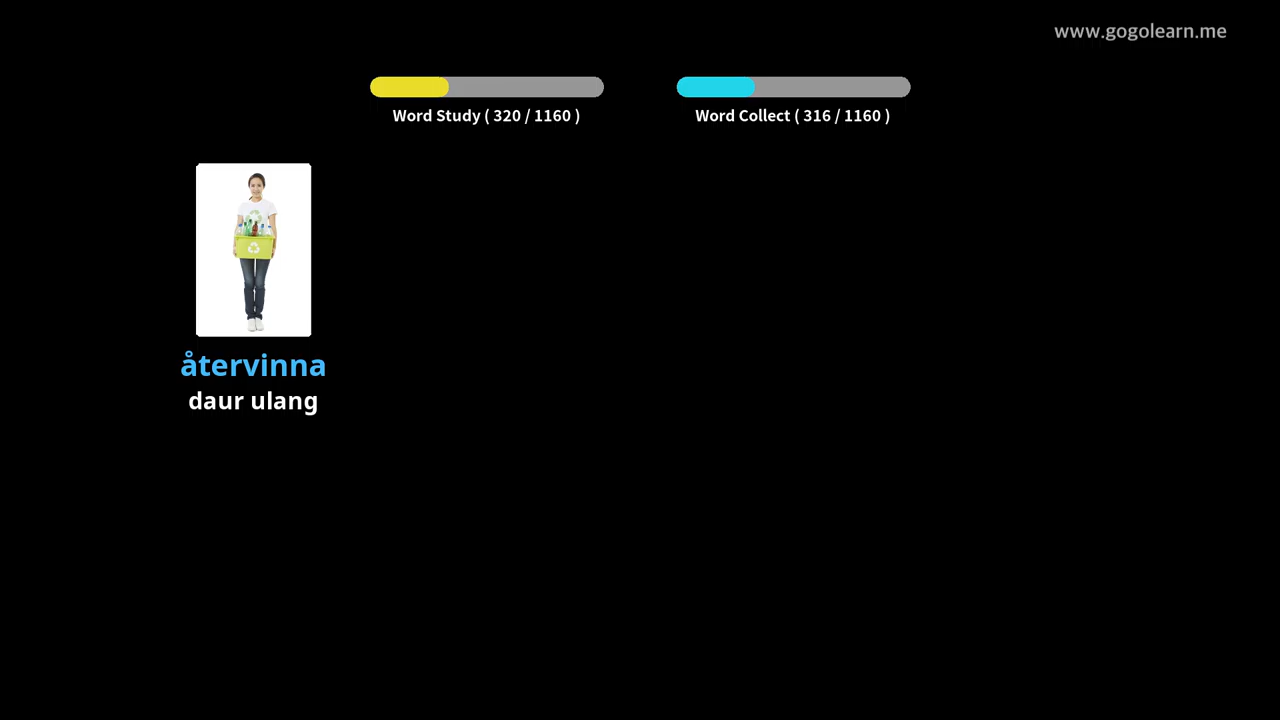 www.gogolearn.me
Word Study ( 320 / 1160 )
Word Collect ( 316 / 1160 )
återvinna
daur ulang